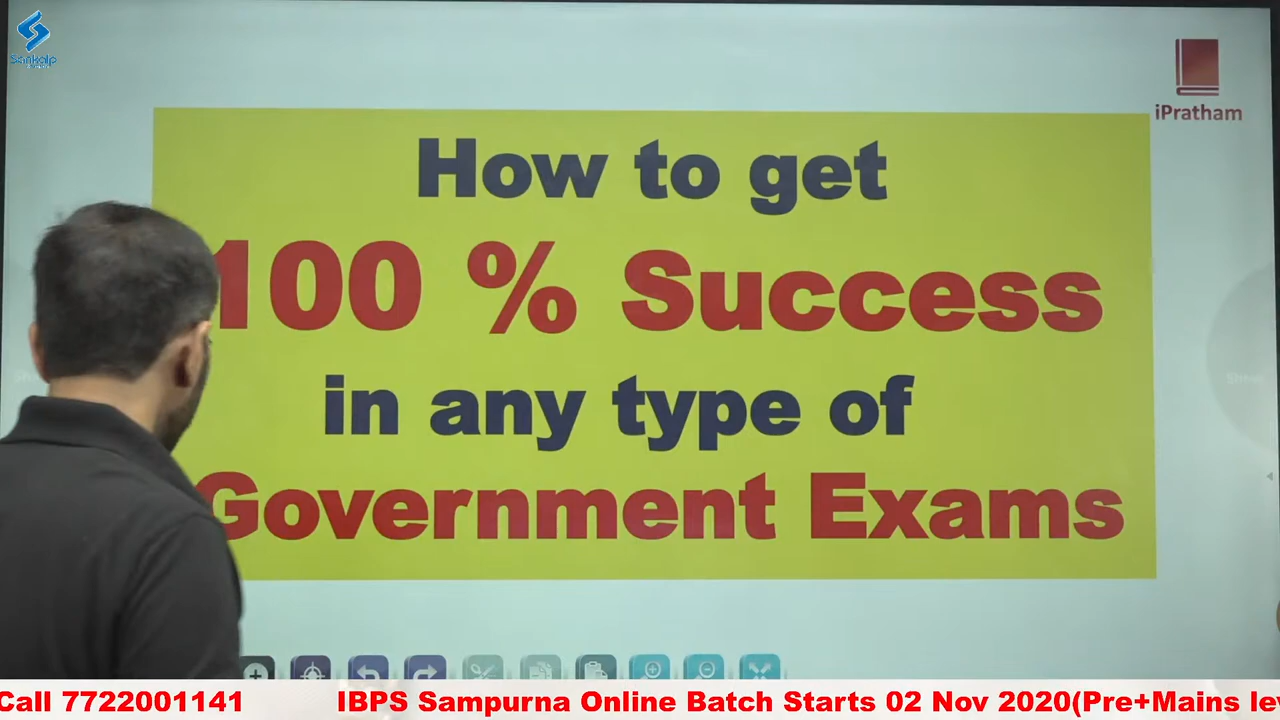 Sankalp
iPratham
How to get
100 % Success
in any type of
Government Exams
Call 7722001141 IBPS Sampurna Online Batch Starts 02 Nov 2020(Pre+Mains le